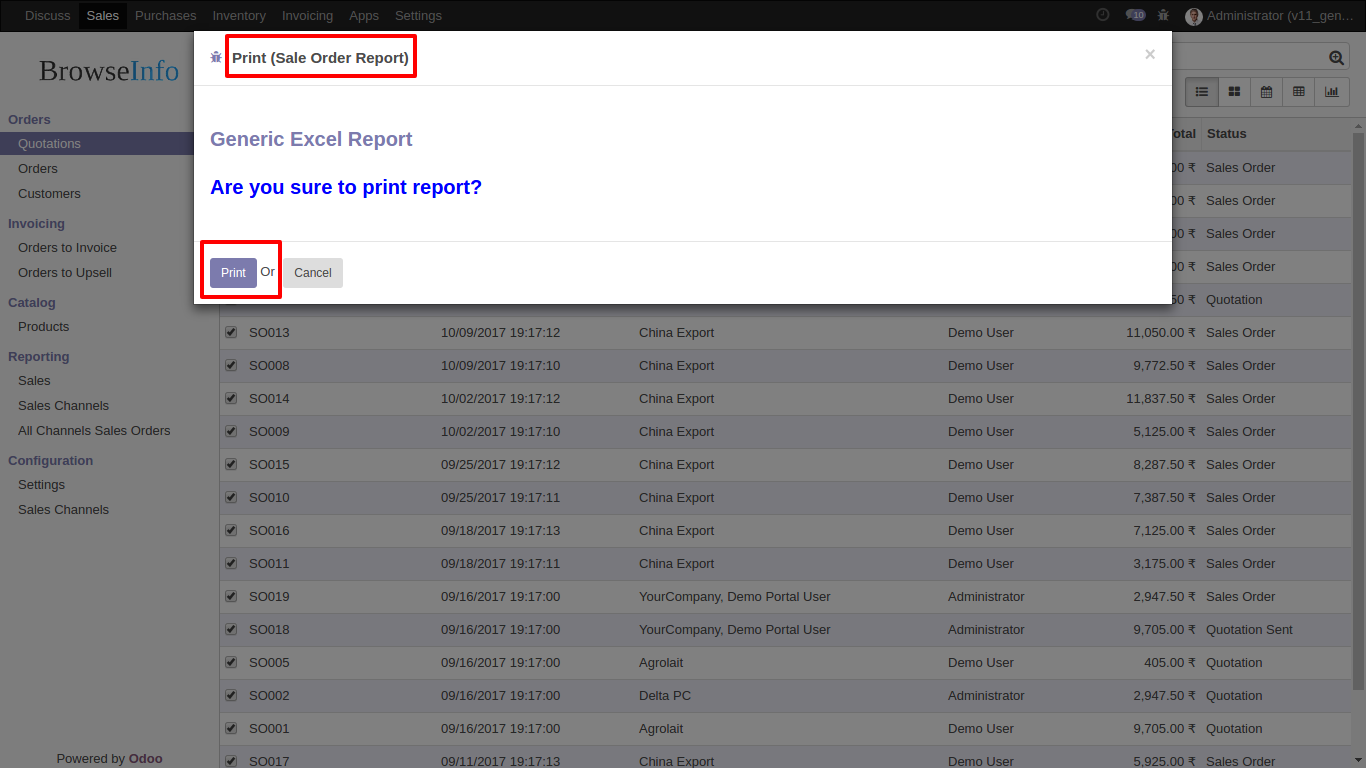 Discuss Sales Purchases Inventory Invoicing Apps Settings 10 Administrator (v11_gen...
Print (Sale Order Report) ×
BrowseInfo
Generic Excel Report
Are you sure to print report?
Print Or Cancel
Orders
Quotations
Orders
Customers
Invoicing
Orders to Invoice
Orders to Upsell
Catalog
Products
Reporting
Sales
Sales Channels
All Channels Sales Orders
Configuration
Settings
Sales Channels
Powered by Odoo
Total Status
00 ₹ Sales Order
00 ₹ Sales Order
00 ₹ Sales Order
00 ₹ Sales Order
50 ₹ Quotation
SO013 10/09/2017 19:17:12 China Export Demo User 11,050.00 ₹ Sales Order
SO008 10/09/2017 19:17:10 China Export Demo User 9,772.50 ₹ Sales Order
SO014 10/02/2017 19:17:12 China Export Demo User 11,837.50 ₹ Sales Order
SO009 10/02/2017 19:17:10 China Export Demo User 5,125.00 ₹ Sales Order
SO015 09/25/2017 19:17:12 China Export Demo User 8,287.50 ₹ Sales Order
SO010 09/25/2017 19:17:11 China Export Demo User 7,387.50 ₹ Sales Order
SO016 09/18/2017 19:17:13 China Export Demo User 7,125.00 ₹ Sales Order
SO011 09/18/2017 19:17:11 China Export Demo User 3,175.00 ₹ Sales Order
SO019 09/16/2017 19:17:00 YourCompany, Demo Portal User Administrator 2,947.50 ₹ Sales Order
SO018 09/16/2017 19:17:00 YourCompany, Demo Portal User Administrator 9,705.00 ₹ Quotation Sent
SO005 09/16/2017 19:17:00 Agrolait Demo User 405.00 ₹ Quotation
SO002 09/16/2017 19:17:00 Delta PC Administrator 2,947.50 ₹ Quotation
SO001 09/16/2017 19:17:00 Agrolait Demo User 9,705.00 ₹ Quotation
SO017 09/11/2017 19:17:13 China Export Demo User 5,925.00 ₹ Sales Order